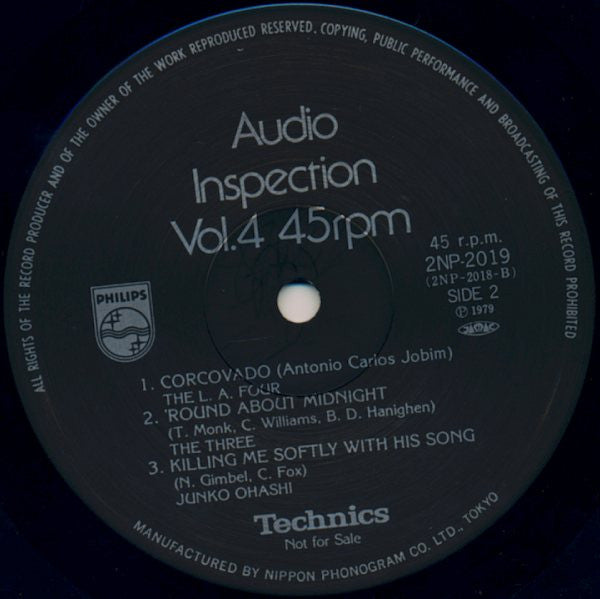 ALL RIGHTS OF THE RECORD PRODUCER AND OF THE OWNER OF THE WORK REPRODUCED RESERVED. COPYING, PUBLIC PERFORMANCE AND BROADCASTING OF THIS RECORD PROHIBITED
Audio
Inspection
Vol.4 45rpm
45 r.p.m.
2NP-2019
(2NP-2018-B)
SIDE 2
Ⓟ 1979
PHILIPS
1. CORCOVADO (Antonio Carlos Jobim)
THE L. A. FOUR
2. 'ROUND ABOUT MIDNIGHT
(T. Monk, C. Williams, B. D. Hanighen)
THE THREE
3. KILLING ME SOFTLY WITH HIS SONG
(N. Gimbel, C. Fox)
JUNKO OHASHI
Technics
Not for Sale
MANUFACTURED BY NIPPON PHONOGRAM CO. LTD., TOKYO